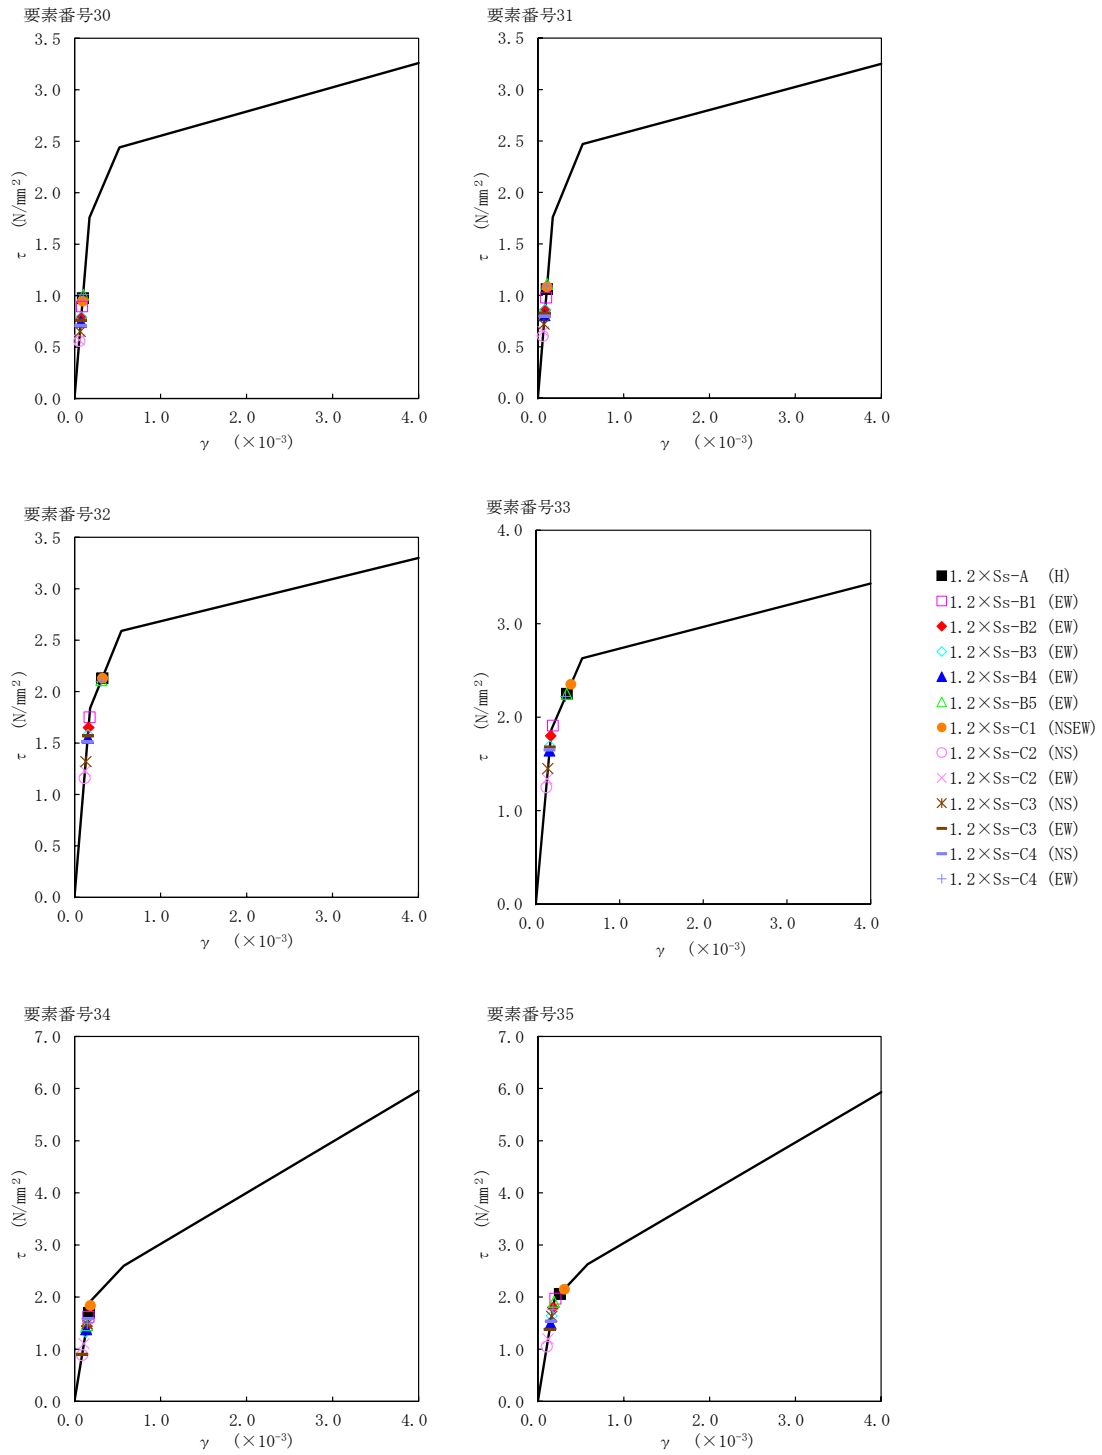 要素番号30
3.5
3.0
2.5
2.0
1.5
1.0
0.5
0.0
τ (N/mm²)
0.0 1.0 2.0 3.0 4.0
γ (×10⁻³)
要素番号31
3.5
3.0
2.5
2.0
1.5
1.0
0.5
0.0
τ (N/mm²)
0.0 1.0 2.0 3.0 4.0
γ (×10⁻³)
要素番号32
3.5
3.0
2.5
2.0
1.5
1.0
0.5
0.0
τ (N/mm²)
0.0 1.0 2.0 3.0 4.0
γ (×10⁻³)
要素番号33
4.0
3.0
2.0
1.0
0.0
τ (N/mm²)
0.0 1.0 2.0 3.0 4.0
γ (×10⁻³)
1.2×Ss-A (H)
1.2×Ss-B1 (EW)
1.2×Ss-B2 (EW)
1.2×Ss-B3 (EW)
1.2×Ss-B4 (EW)
1.2×Ss-B5 (EW)
1.2×Ss-C1 (NSEW)
1.2×Ss-C2 (NS)
1.2×Ss-C2 (EW)
1.2×Ss-C3 (NS)
1.2×Ss-C3 (EW)
1.2×Ss-C4 (NS)
1.2×Ss-C4 (EW)
要素番号34
7.0
6.0
5.0
4.0
3.0
2.0
1.0
0.0
τ (N/mm²)
0.0 1.0 2.0 3.0 4.0
γ (×10⁻³)
要素番号35
7.0
6.0
5.0
4.0
3.0
2.0
1.0
0.0
τ (N/mm²)
0.0 1.0 2.0 3.0 4.0
γ (×10⁻³)